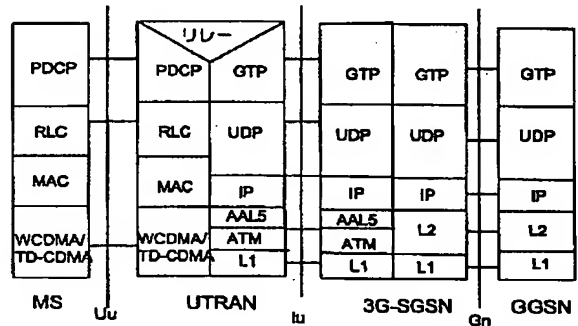 リレー
PDCP
PDCP
GTP
GTP
GTP
GTP
RLC
RLC
UDP
UDP
UDP
UDP
MAC
MAC
IP
IP
IP
IP
WCDMA/
TD-CDMA
WCDMA/
TD-CDMA
AAL5
ATM
L1
AAL5
ATM
L1
L2
L1
L2
L1
MS
Uu
UTRAN
Iu
3G-SGSN
Gn
GGSN